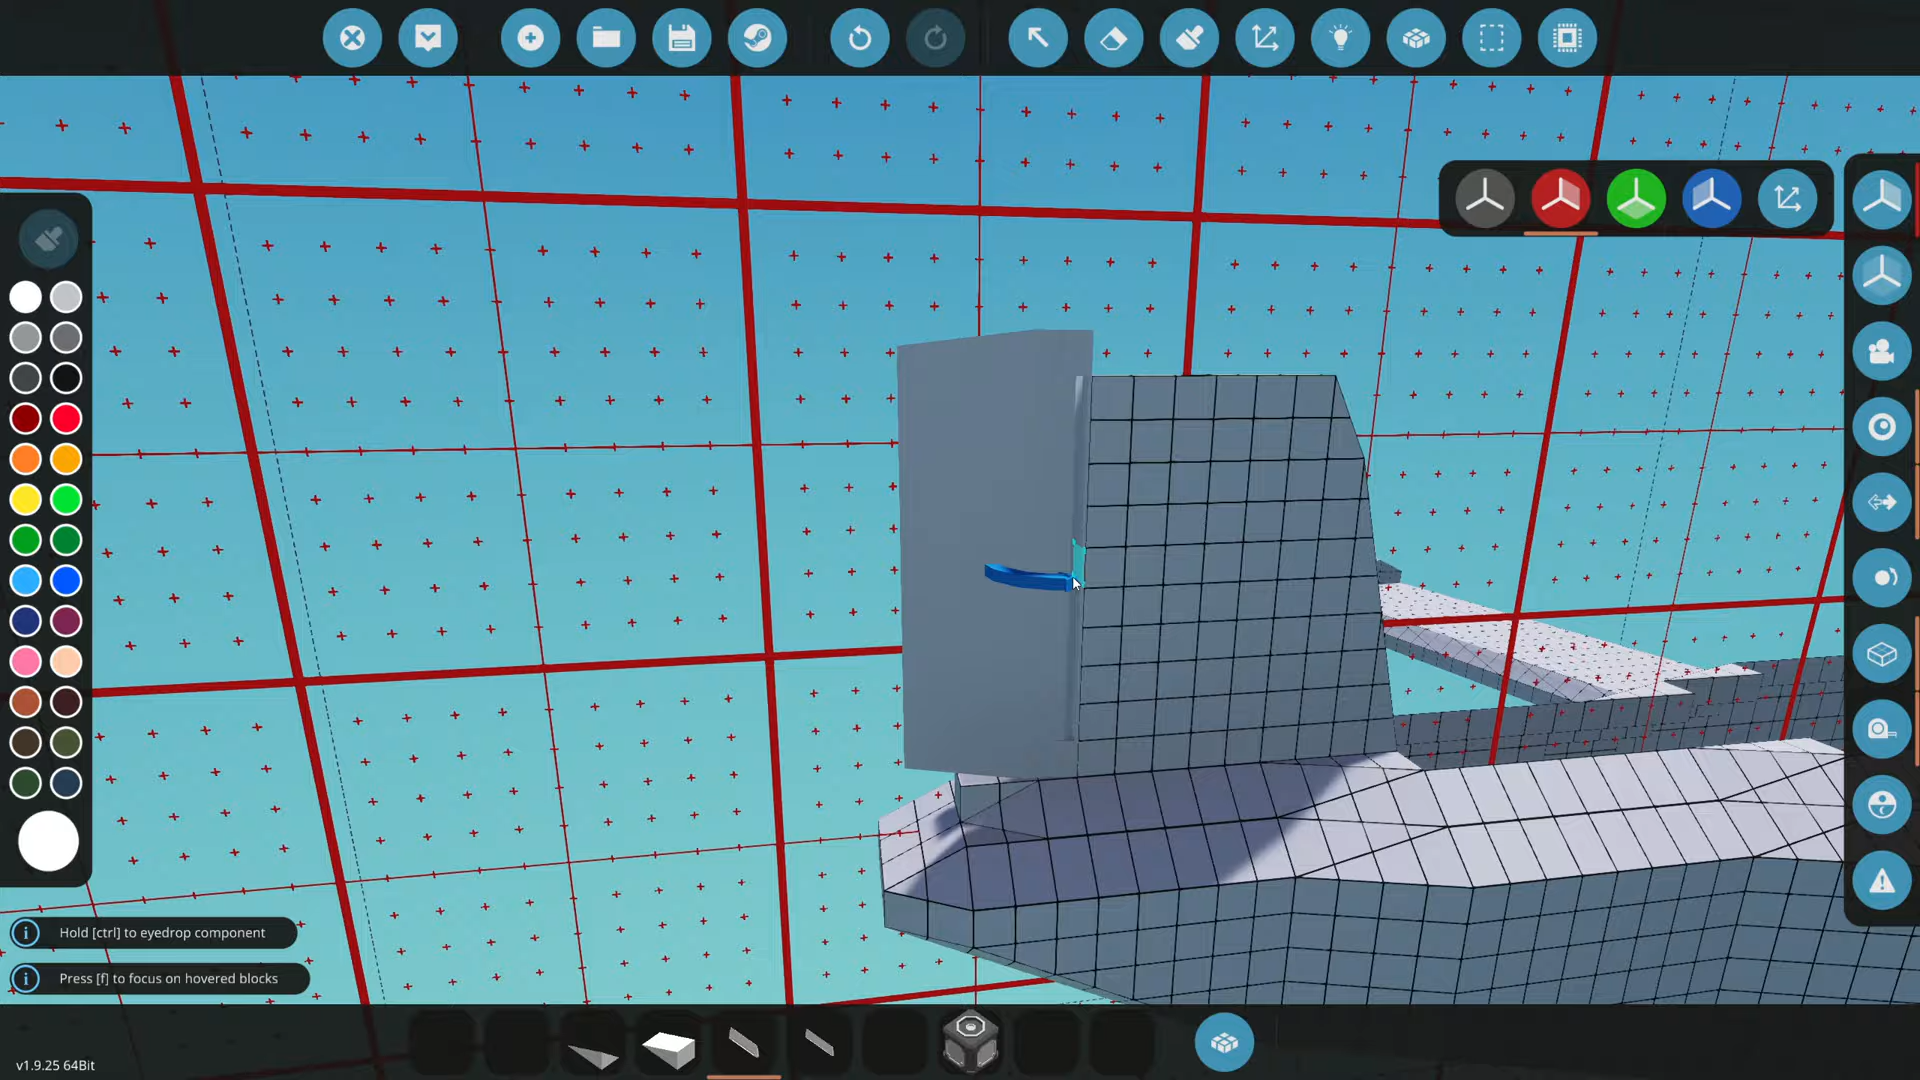 Hold [ctrl] to eyedrop component
Press [f] to focus on hovered blocks
v1.9.25 64Bit